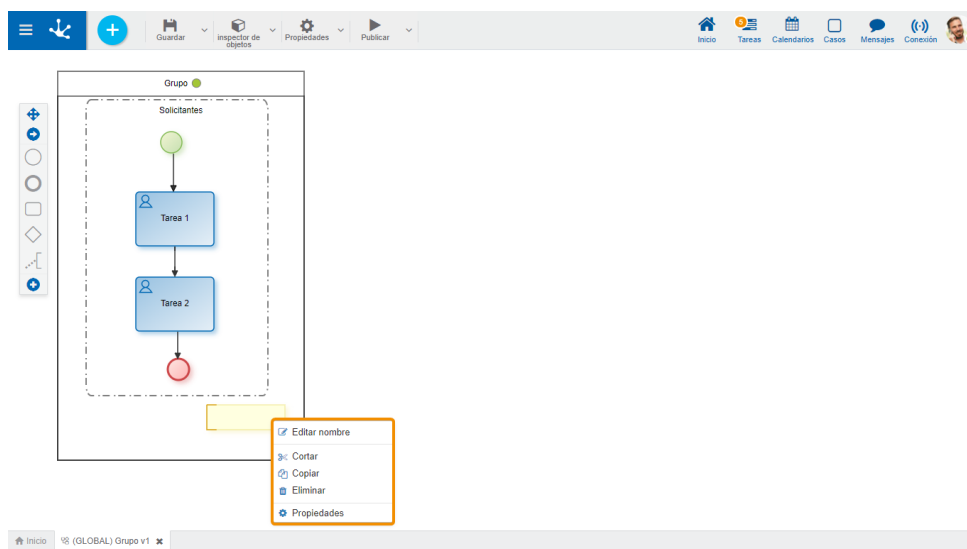 Guardar
inspector de
objetos
Propiedades
Publicar
Inicio
5
Tareas
Calendarios
Casos
Mensajes
Conexión
Grupo
Solicitantes
Tarea 1
Tarea 2
Editar nombre
Cortar
Copiar
Eliminar
Propiedades
Inicio
(GLOBAL) Grupo v1